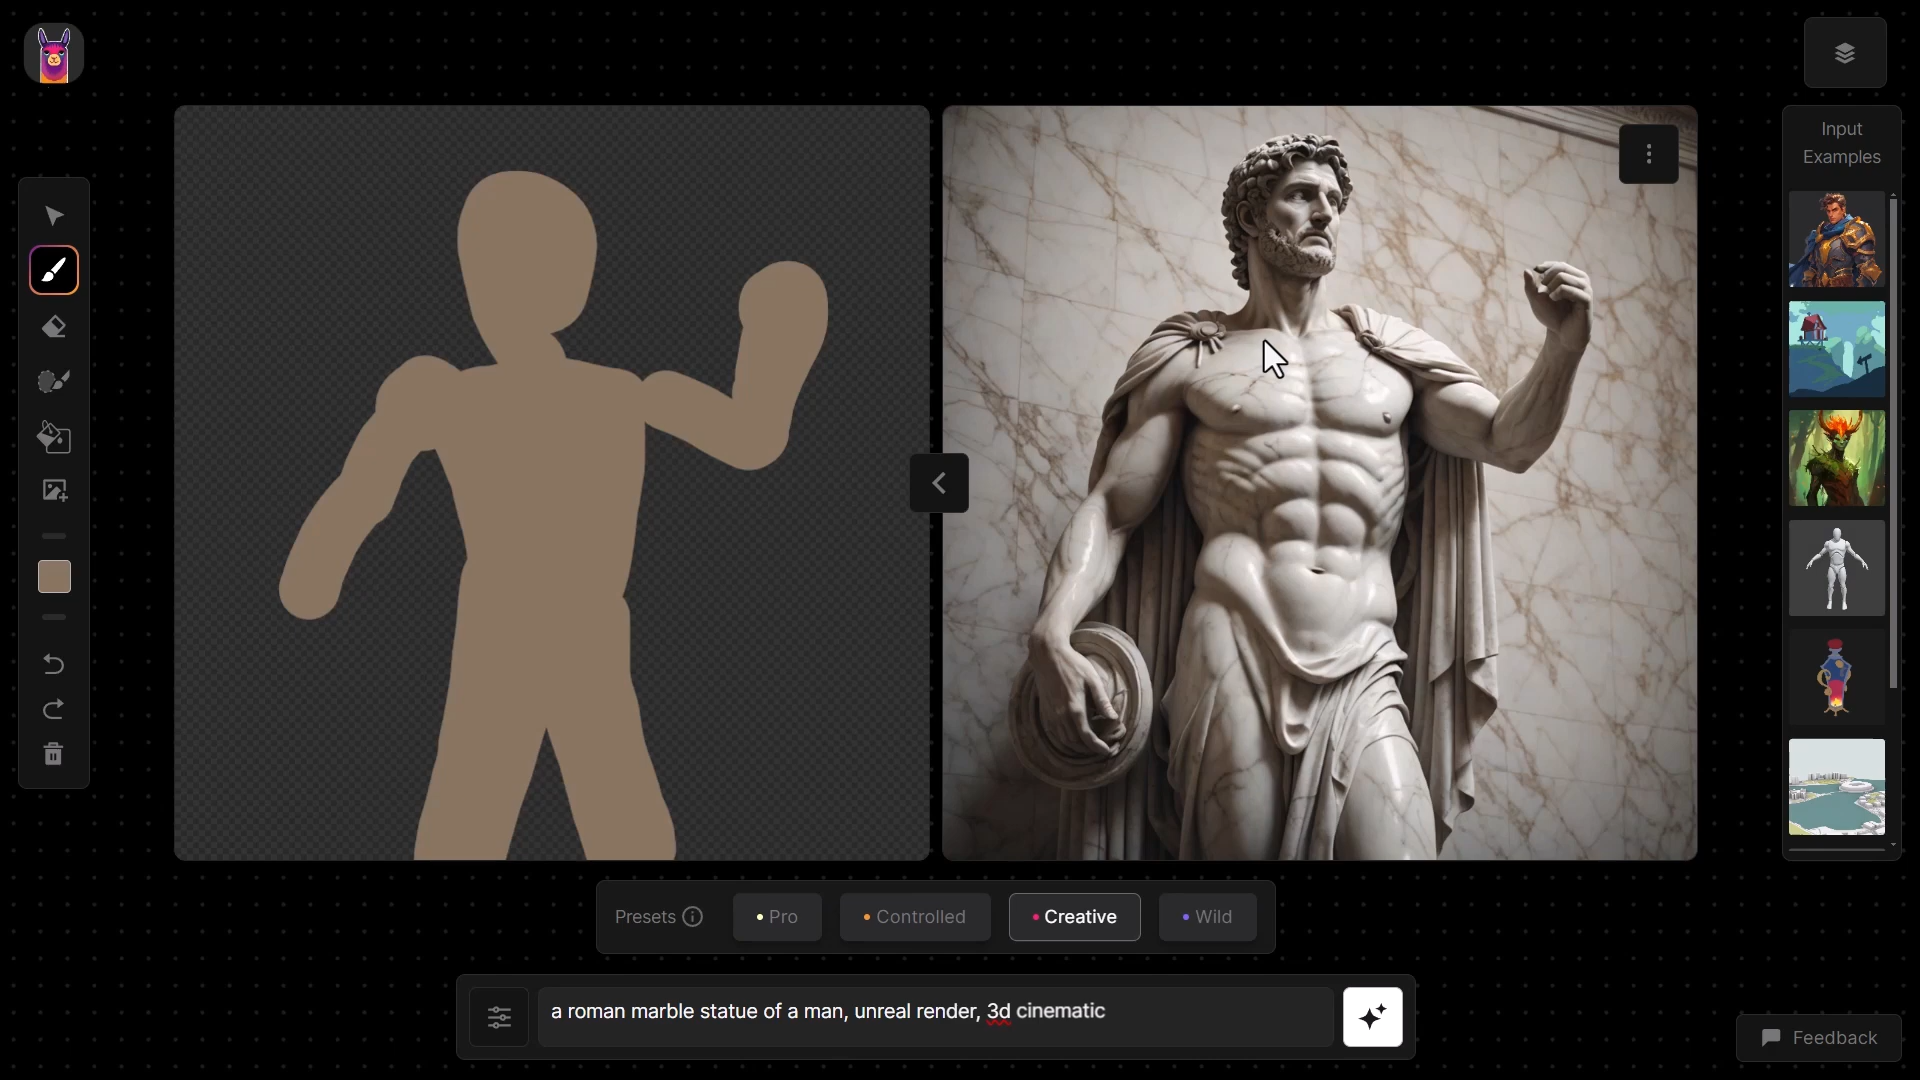 Input
Examples
Presets
Pro
Controlled
Creative
Wild
a roman marble statue of a man, unreal render, 3d cinematic
Feedback